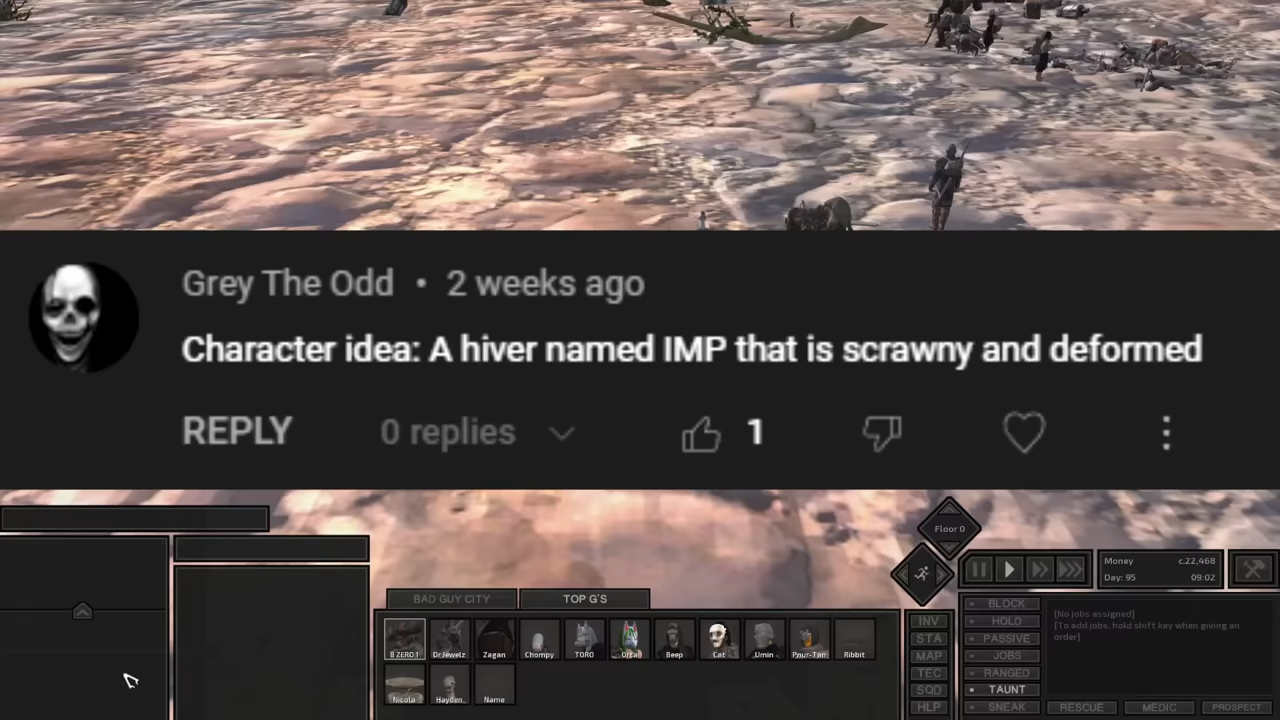 Grey The Odd • 2 weeks ago
Character idea: A hiver named IMP that is scrawny and deformed
REPLY 0 replies 1
Floor 0
Money c.22,468
Day: 95 09:02
BAD GUY CITY TOP G'S
B ZERO 1 DrJewelz Zagan Chompy TORO Orca Beep Cat Umin Pnur-Tan Ribbit
Nicola Hayden Name
INV
STA
MAP
TEC
SQD
HLP
BLOCK
HOLD
PASSIVE
JOBS
RANGED
TAUNT
SNEAK
[No jobs assigned]
[To add jobs, hold shift key when giving an
order]
RESCUE MEDIC PROSPECT